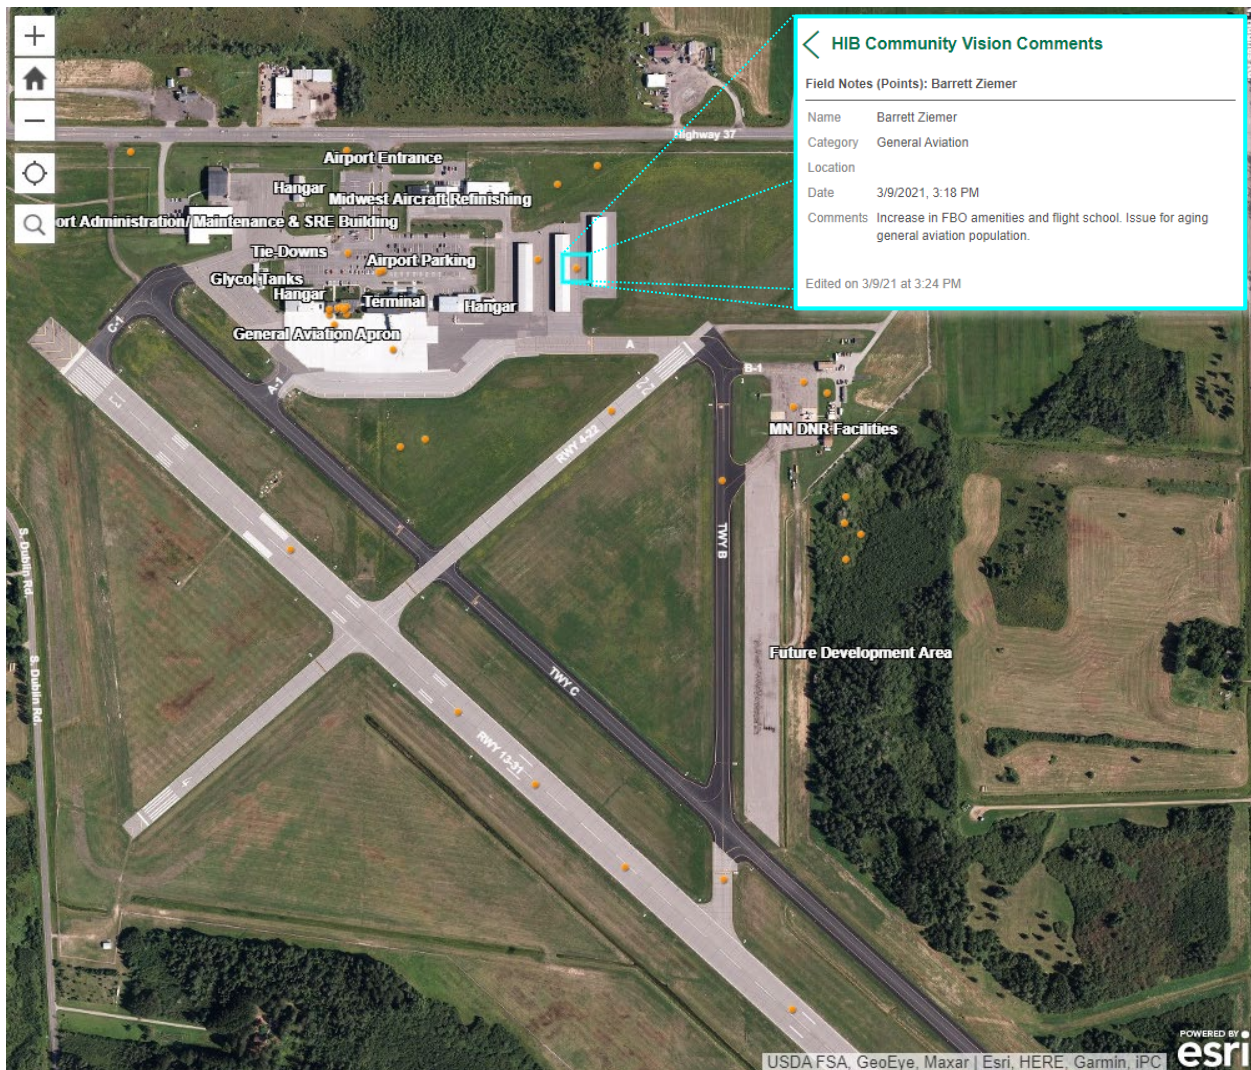 HIB Community Vision Comments
Field Notes (Points): Barrett Ziemer
Name Barrett Ziemer
Category General Aviation
Location
Date 3/9/2021, 3:18 PM
Comments Increase in FBO amenities and flight school. Issue for aging
general aviation population.
Edited on 3/9/21 at 3:24 PM
Highway 37
Airport Entrance
Hangar
Midwest Aircraft Refinishing
ort Administration/Maintenance & SRE Building
Tie-Downs
Airport Parking
Glycol Tanks
Hangar
Terminal
Hangar
General Aviation Apron
C-1
A
A-1
B-1
22
13
RWY 4-22
MN DNR Facilities
TWY B
S. Dublin Rd.
S. Dublin Rd.
Future Development Area
TWY C
RWY 13-31
4
POWERED BY
esri
USDA FSA, GeoEye, Maxar | Esri, HERE, Garmin, iPC